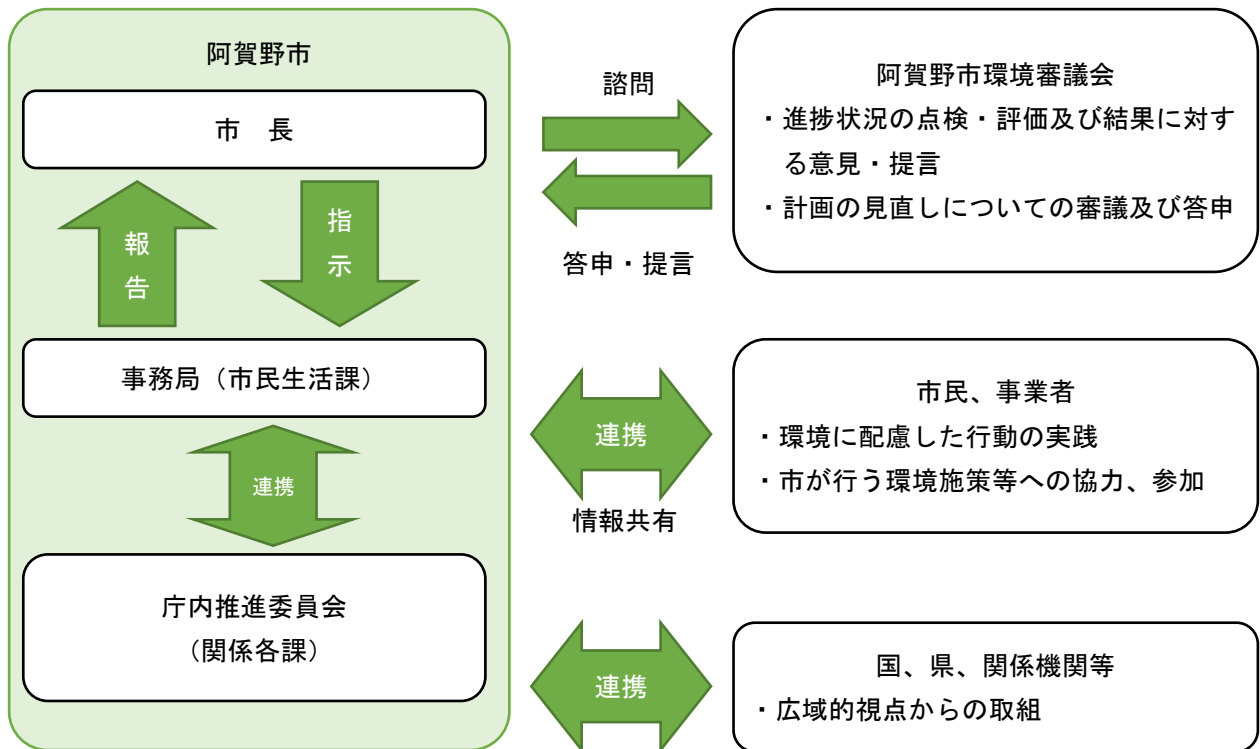 阿賀野市
市　長
報告
指示
事務局（市民生活課）
連携
庁内推進委員会
（関係各課）
諮問
答申・提言
阿賀野市環境審議会
・進捗状況の点検・評価及び結果に対す
る意見・提言
・計画の見直しについての審議及び答申
連携
情報共有
市民、事業者
・環境に配慮した行動の実践
・市が行う環境施策等への協力、参加
連携
国、県、関係機関等
・広域的視点からの取組